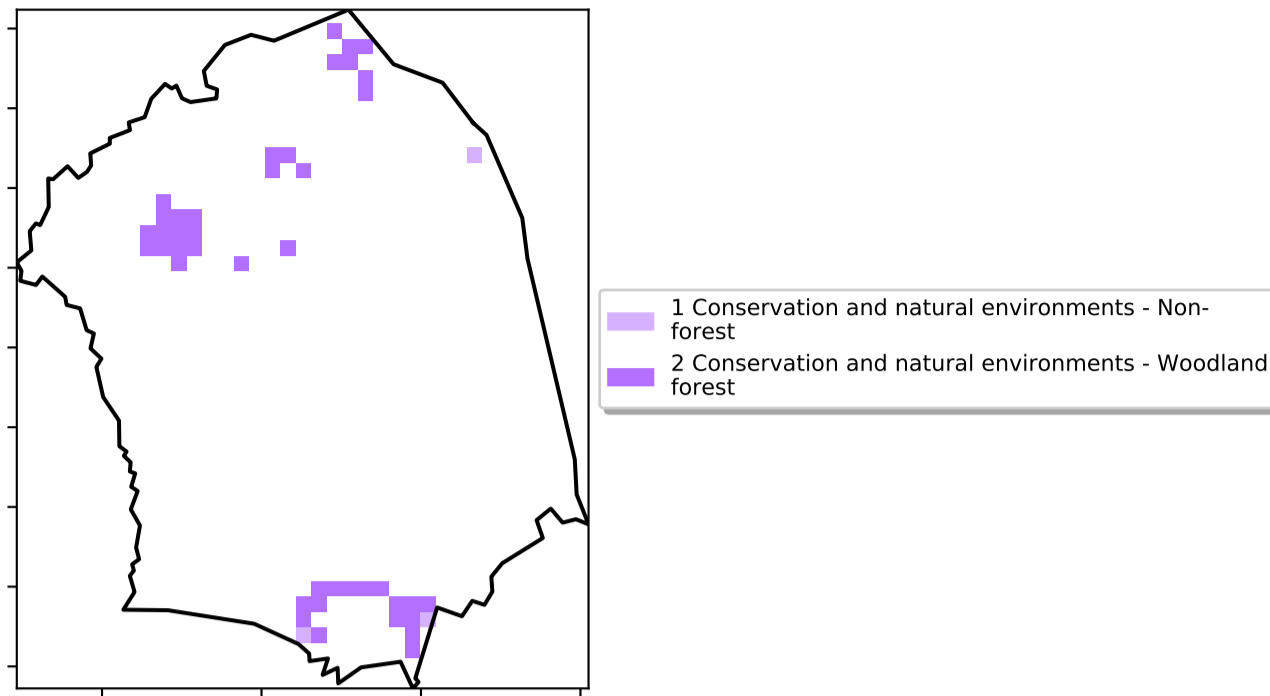 1 Conservation and natural environments - Non-
forest
2 Conservation and natural environments - Woodland
forest